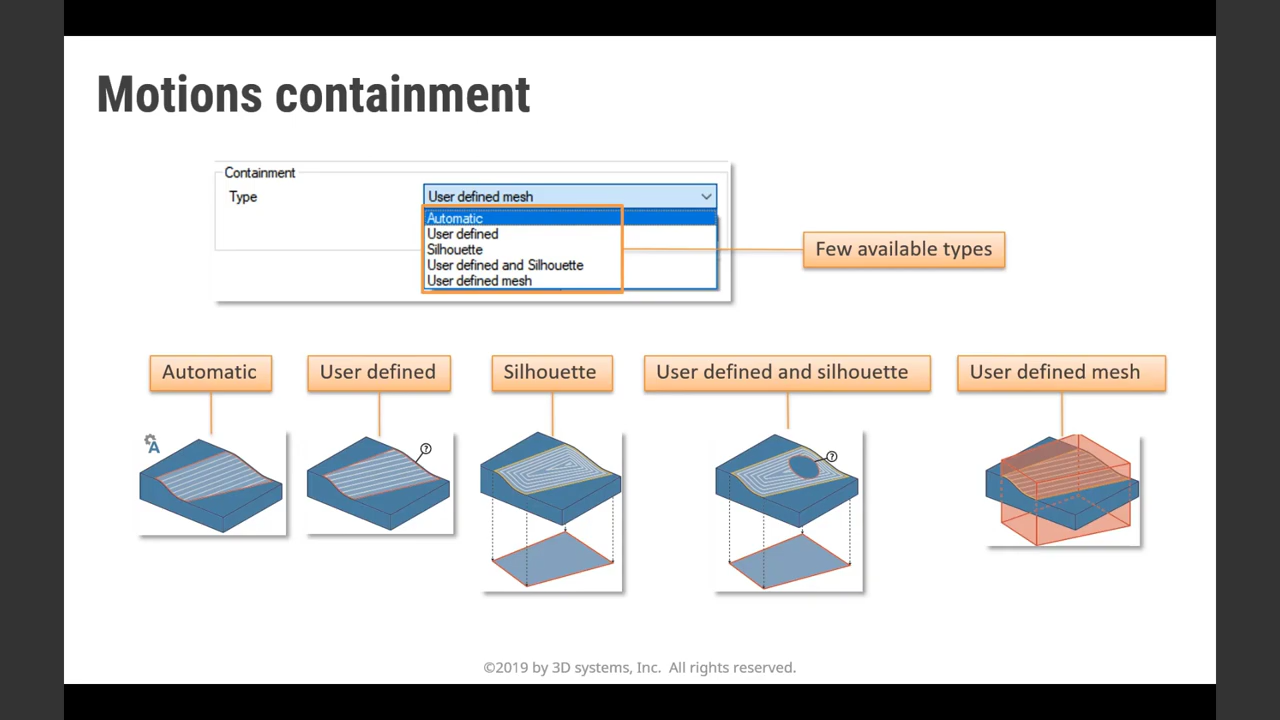 Motions containment
Containment
Type
User defined mesh
Automatic
User defined
Silhouette
User defined and Silhouette
User defined mesh
Few available types
Automatic
User defined
Silhouette
User defined and silhouette
User defined mesh
A
?
?
©2019 by 3D systems, Inc. All rights reserved.